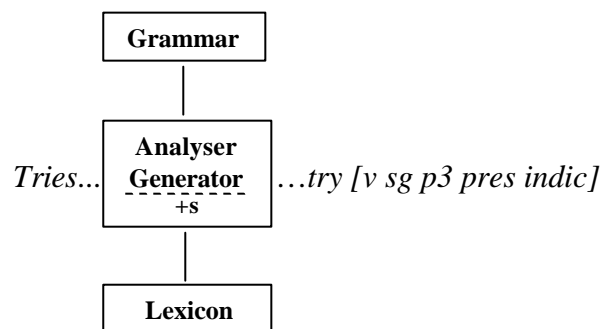 Grammar
Analyser
Tries... Generator ...try [v sg p3 pres indic]
+s
Lexicon